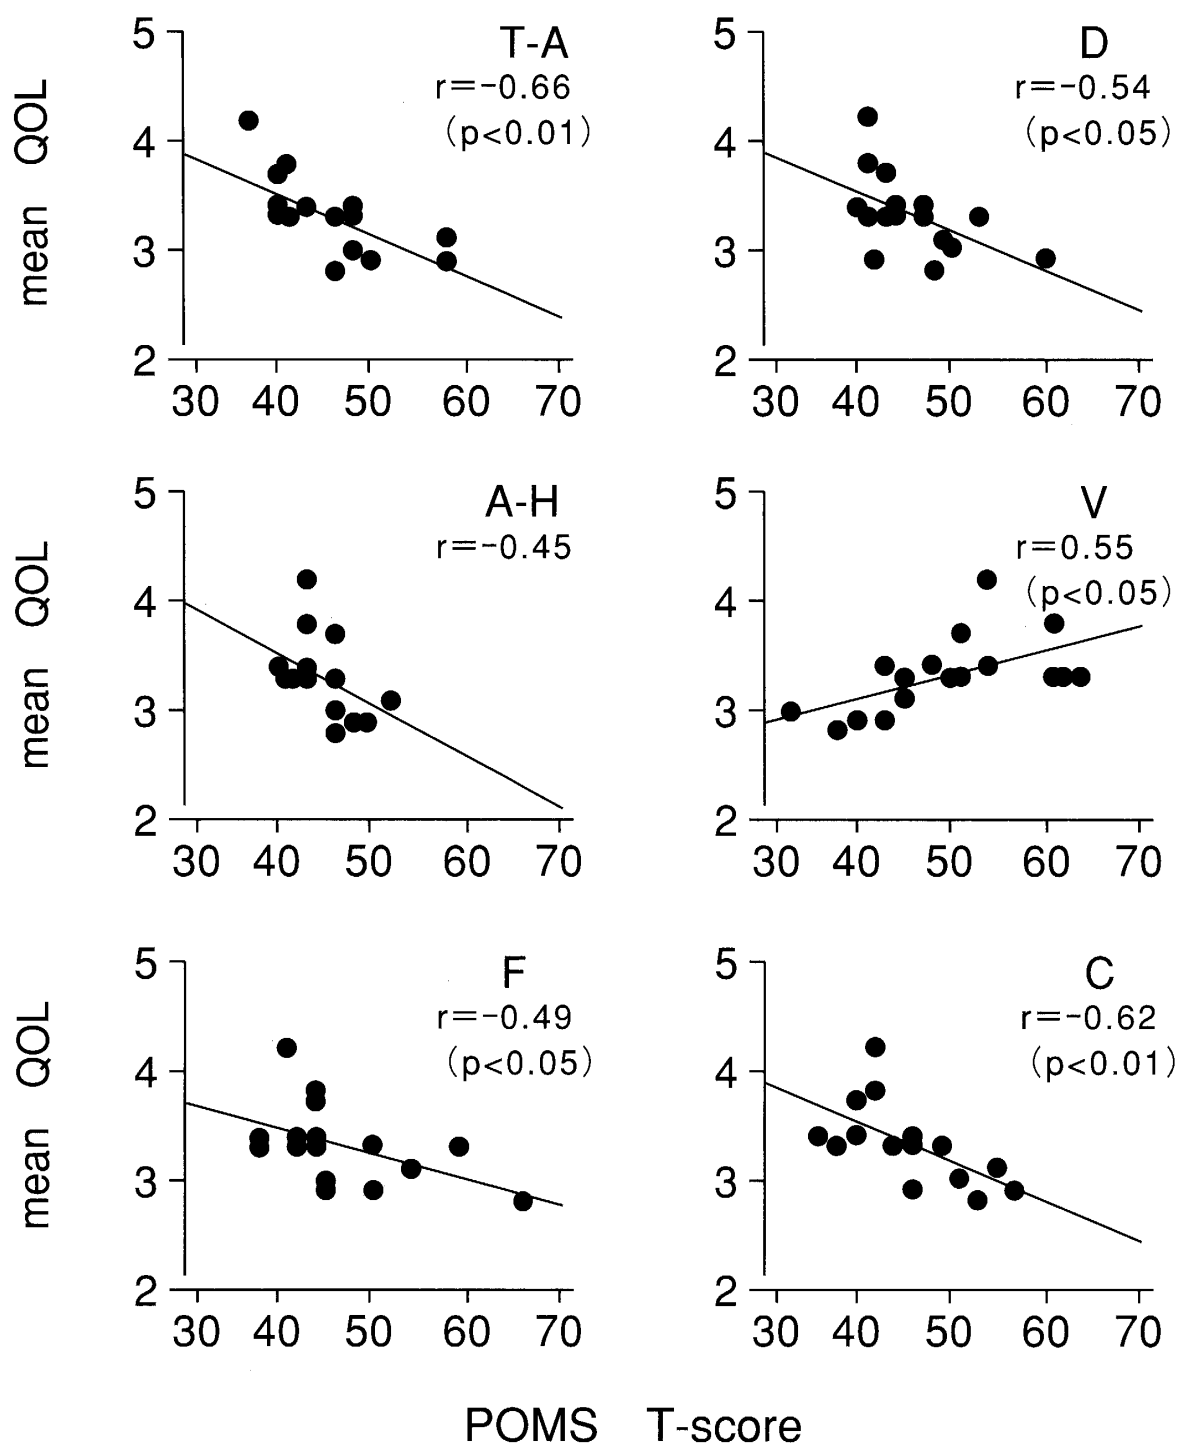 T-A
r=-0.66
(p<0.01)
5
4
3
2
mean QOL
30 40 50 60 70
D
r=-0.54
(p<0.05)
5
4
3
2
30 40 50 60 70
A-H
r=-0.45
5
4
3
2
mean QOL
30 40 50 60 70
V
r=0.55
(p<0.05)
5
4
3
2
30 40 50 60 70
F
r=-0.49
(p<0.05)
5
4
3
2
mean QOL
30 40 50 60 70
C
r=-0.62
(p<0.01)
5
4
3
2
30 40 50 60 70
POMS T-score